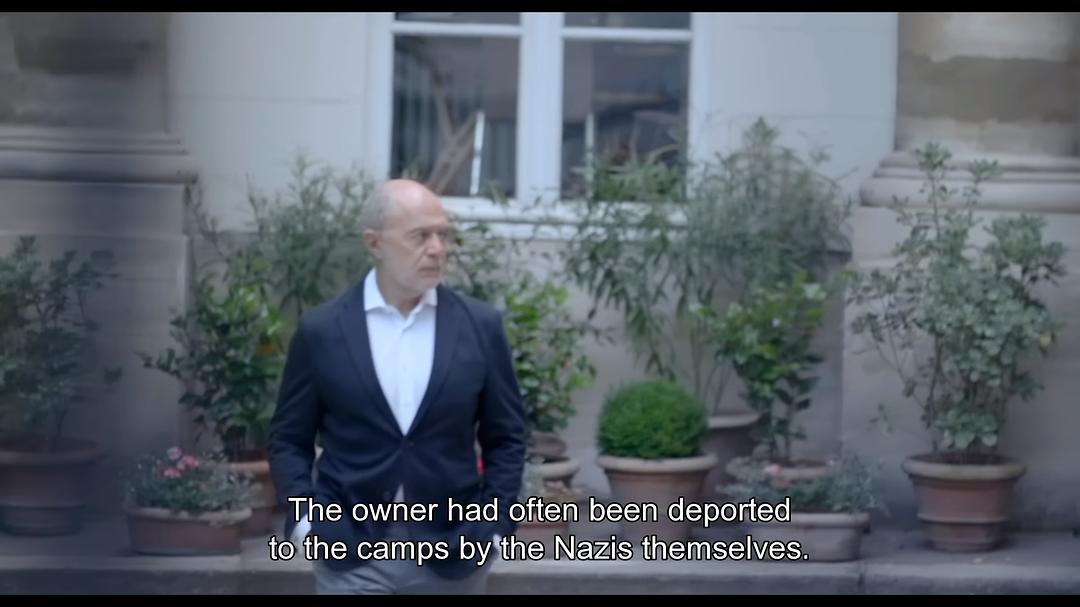 The owner had often been deported
to the camps by the Nazis themselves.